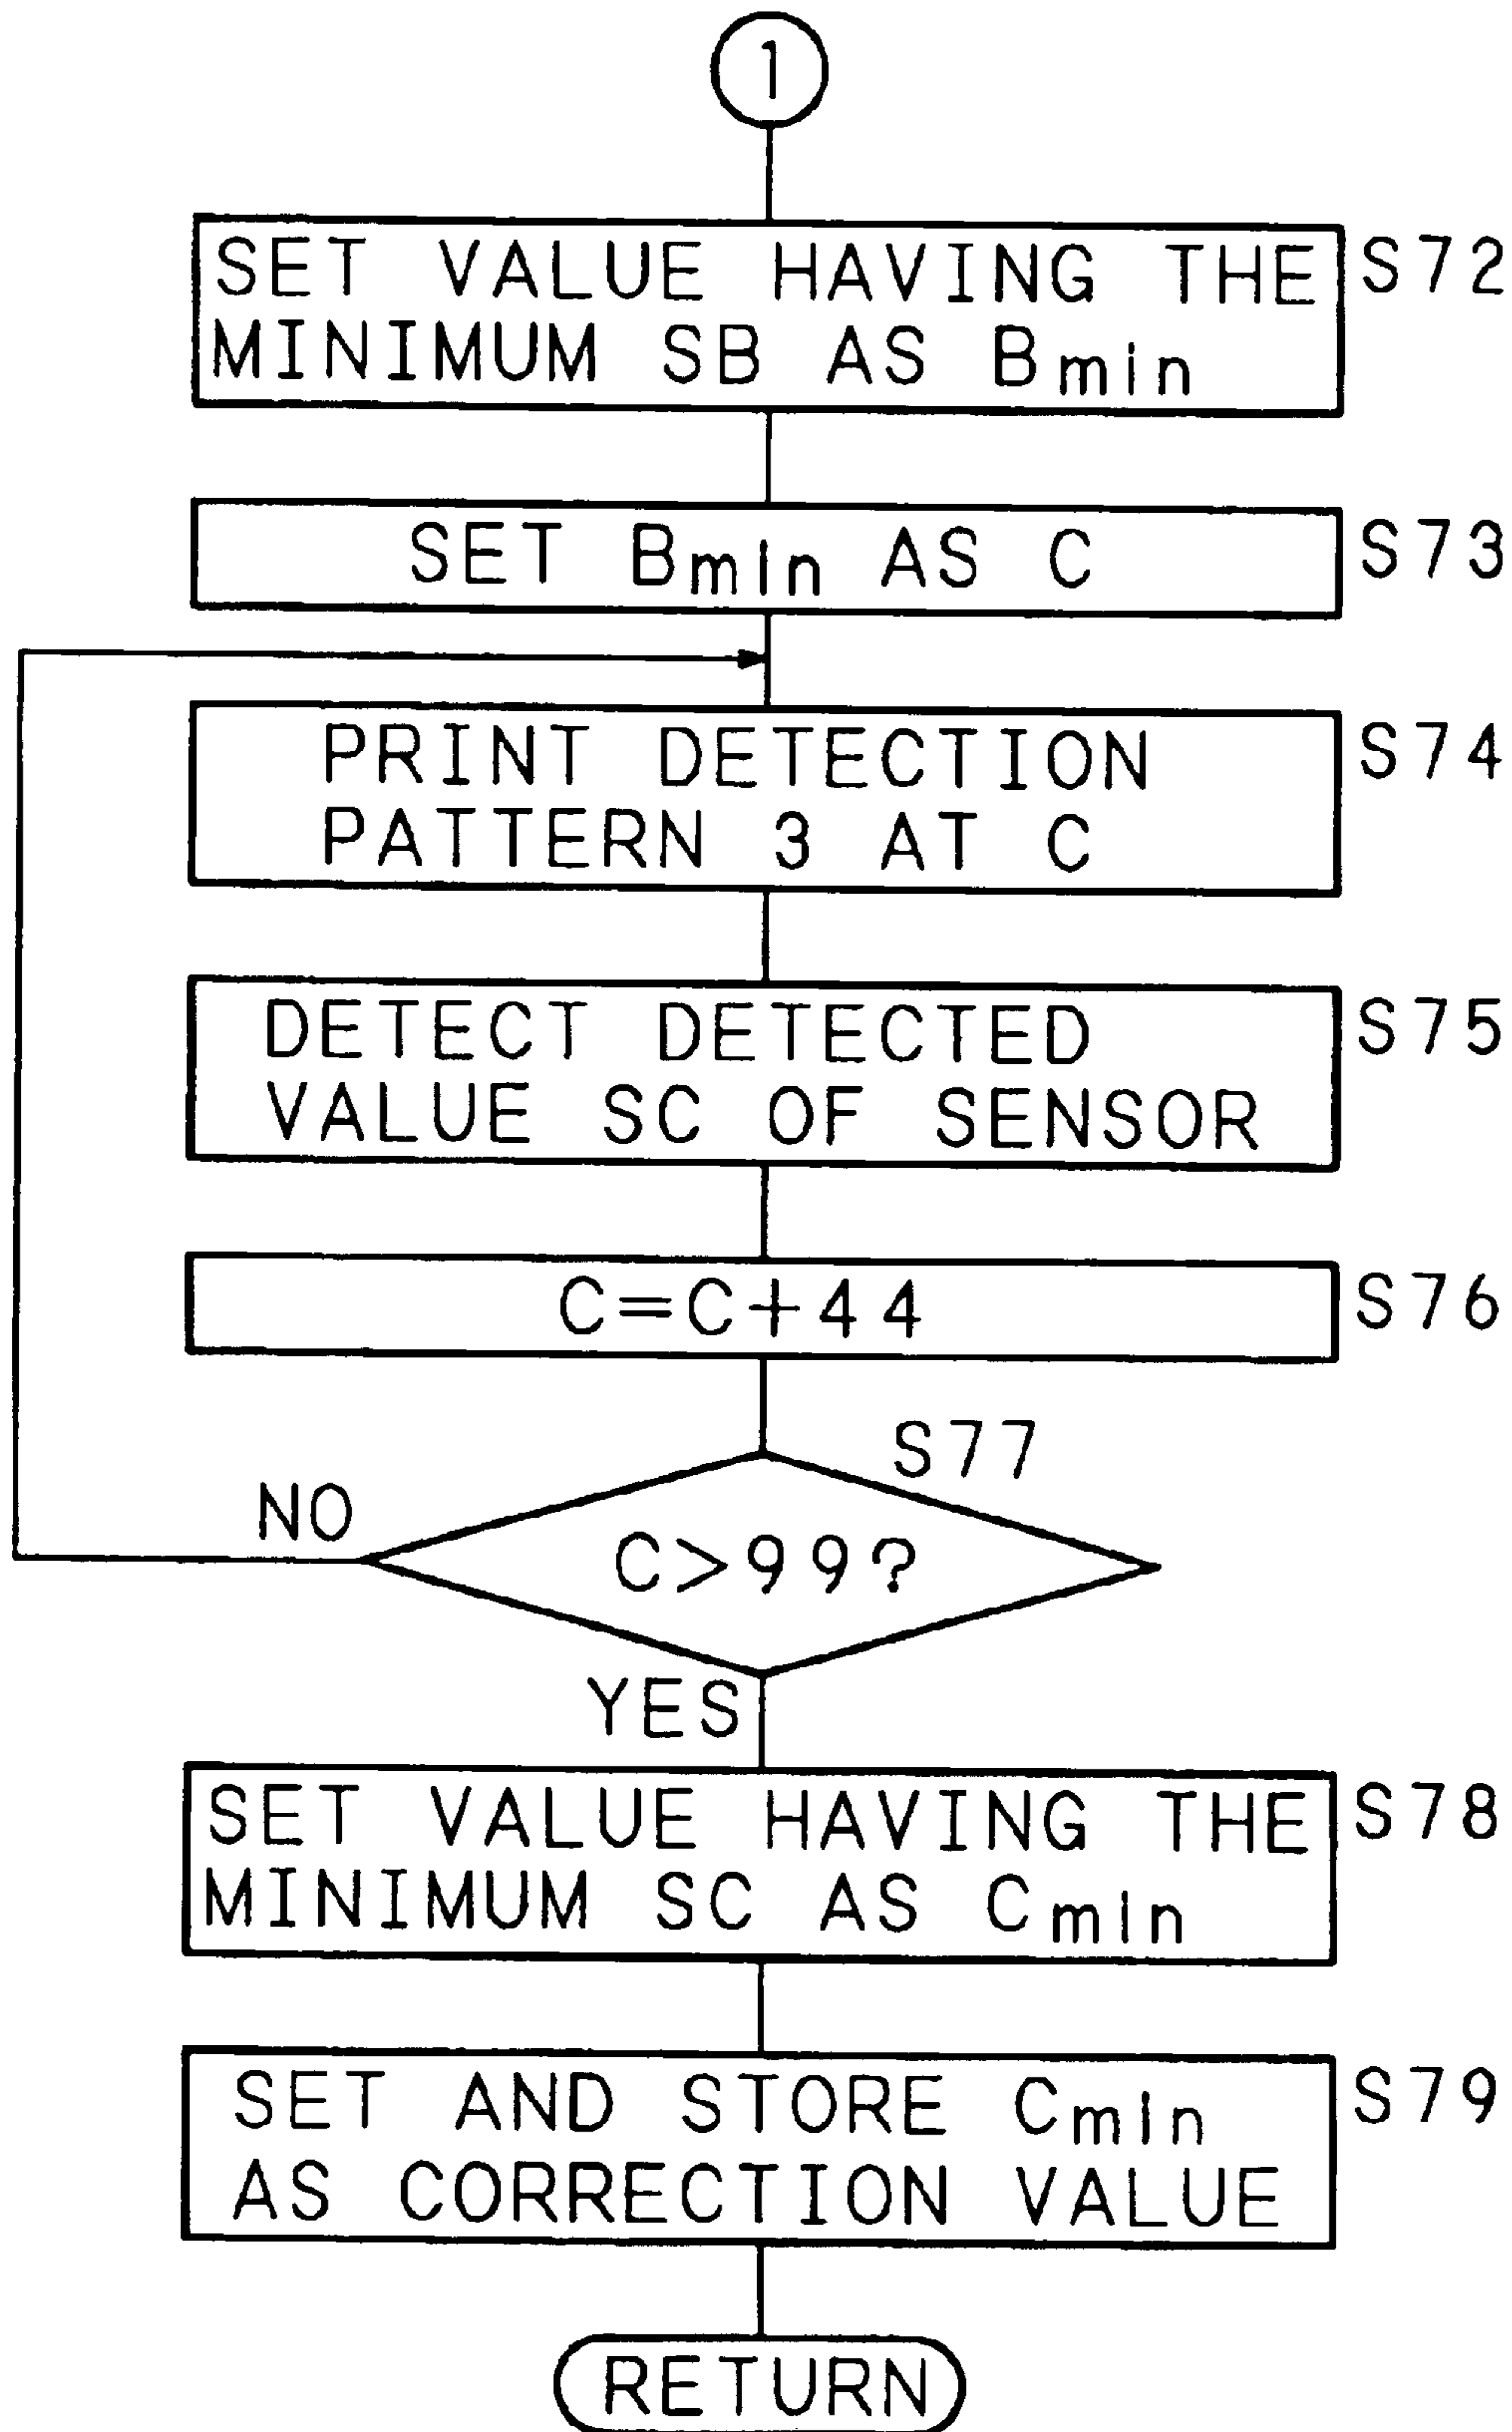 1
SET VALUE HAVING THE
MINIMUM SB AS Bmin
S72
SET Bmin AS C
S73
PRINT DETECTION
PATTERN 3 AT C
S74
DETECT DETECTED
VALUE SC OF SENSOR
S75
C=C+44
S76
S77
NO
C>99?
YES
SET VALUE HAVING THE
MINIMUM SC AS Cmin
S78
SET AND STORE Cmin
AS CORRECTION VALUE
S79
RETURN